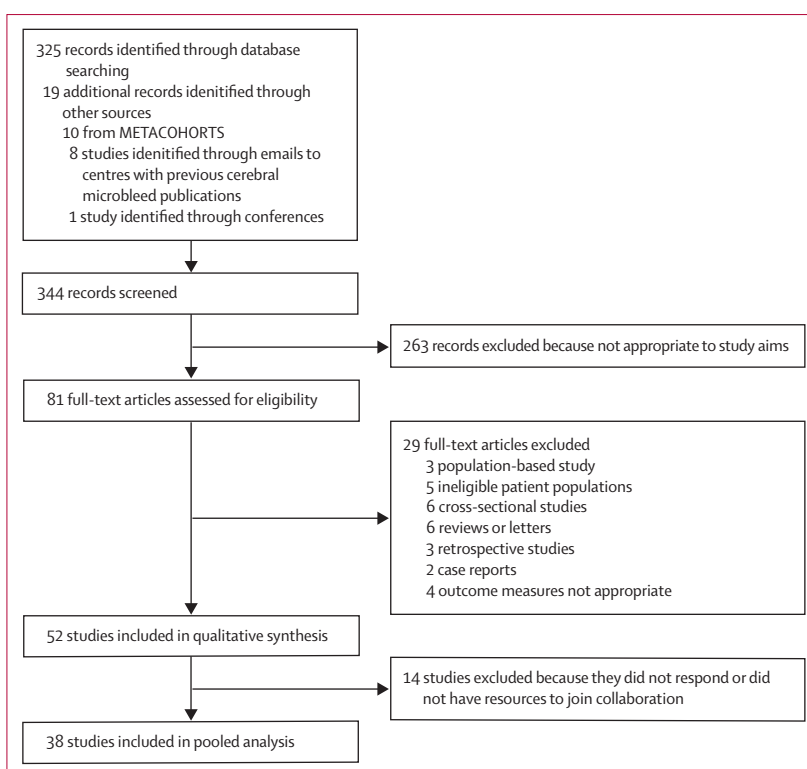 325 records identified through database
searching
19 additional records idenitified through
other sources
10 from METACOHORTS
8 studies idenitified through emails to
centres with previous cerebral
microbleed publications
1 study identified through conferences
344 records screened
263 records excluded because not appropriate to study aims
81 full-text articles assessed for eligibility
29 full-text articles excluded
3 population-based study
5 ineligible patient populations
6 cross-sectional studies
6 reviews or letters
3 retrospective studies
2 case reports
4 outcome measures not appropriate
52 studies included in qualitative synthesis
14 studies excluded because they did not respond or did
not have resources to join collaboration
38 studies included in pooled analysis